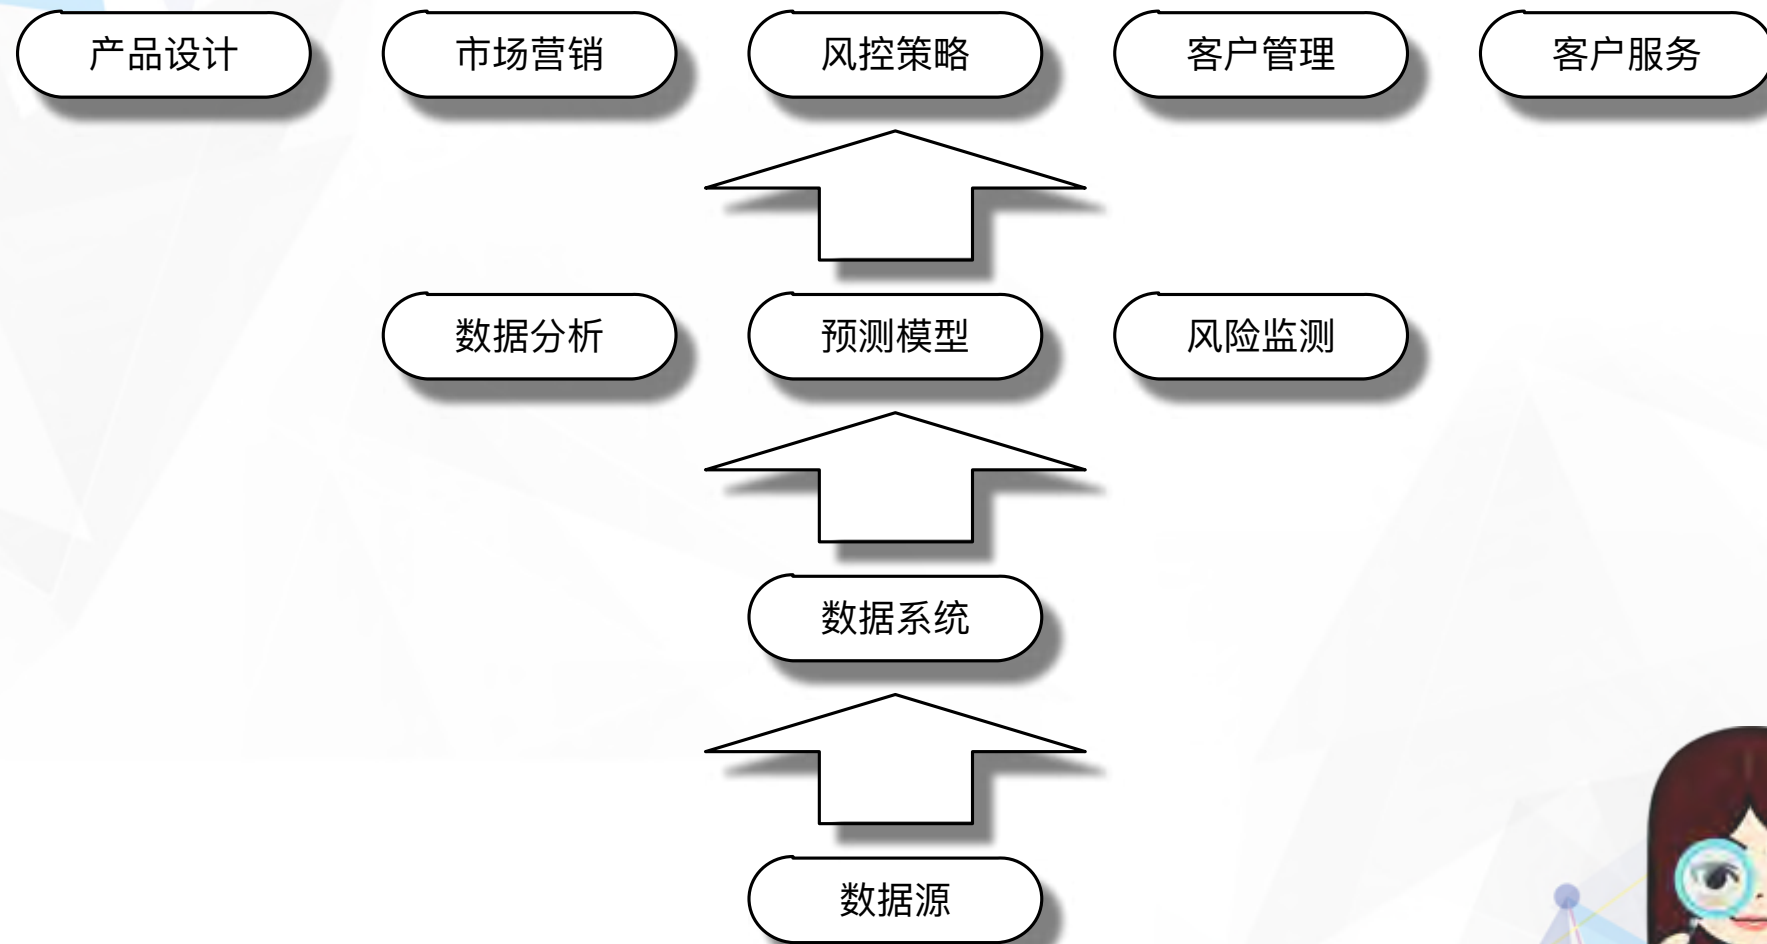 产品设计 市场营销 风控策略 客户管理 客户服务
数据分析 预测模型 风险监测
数据系统
数据源